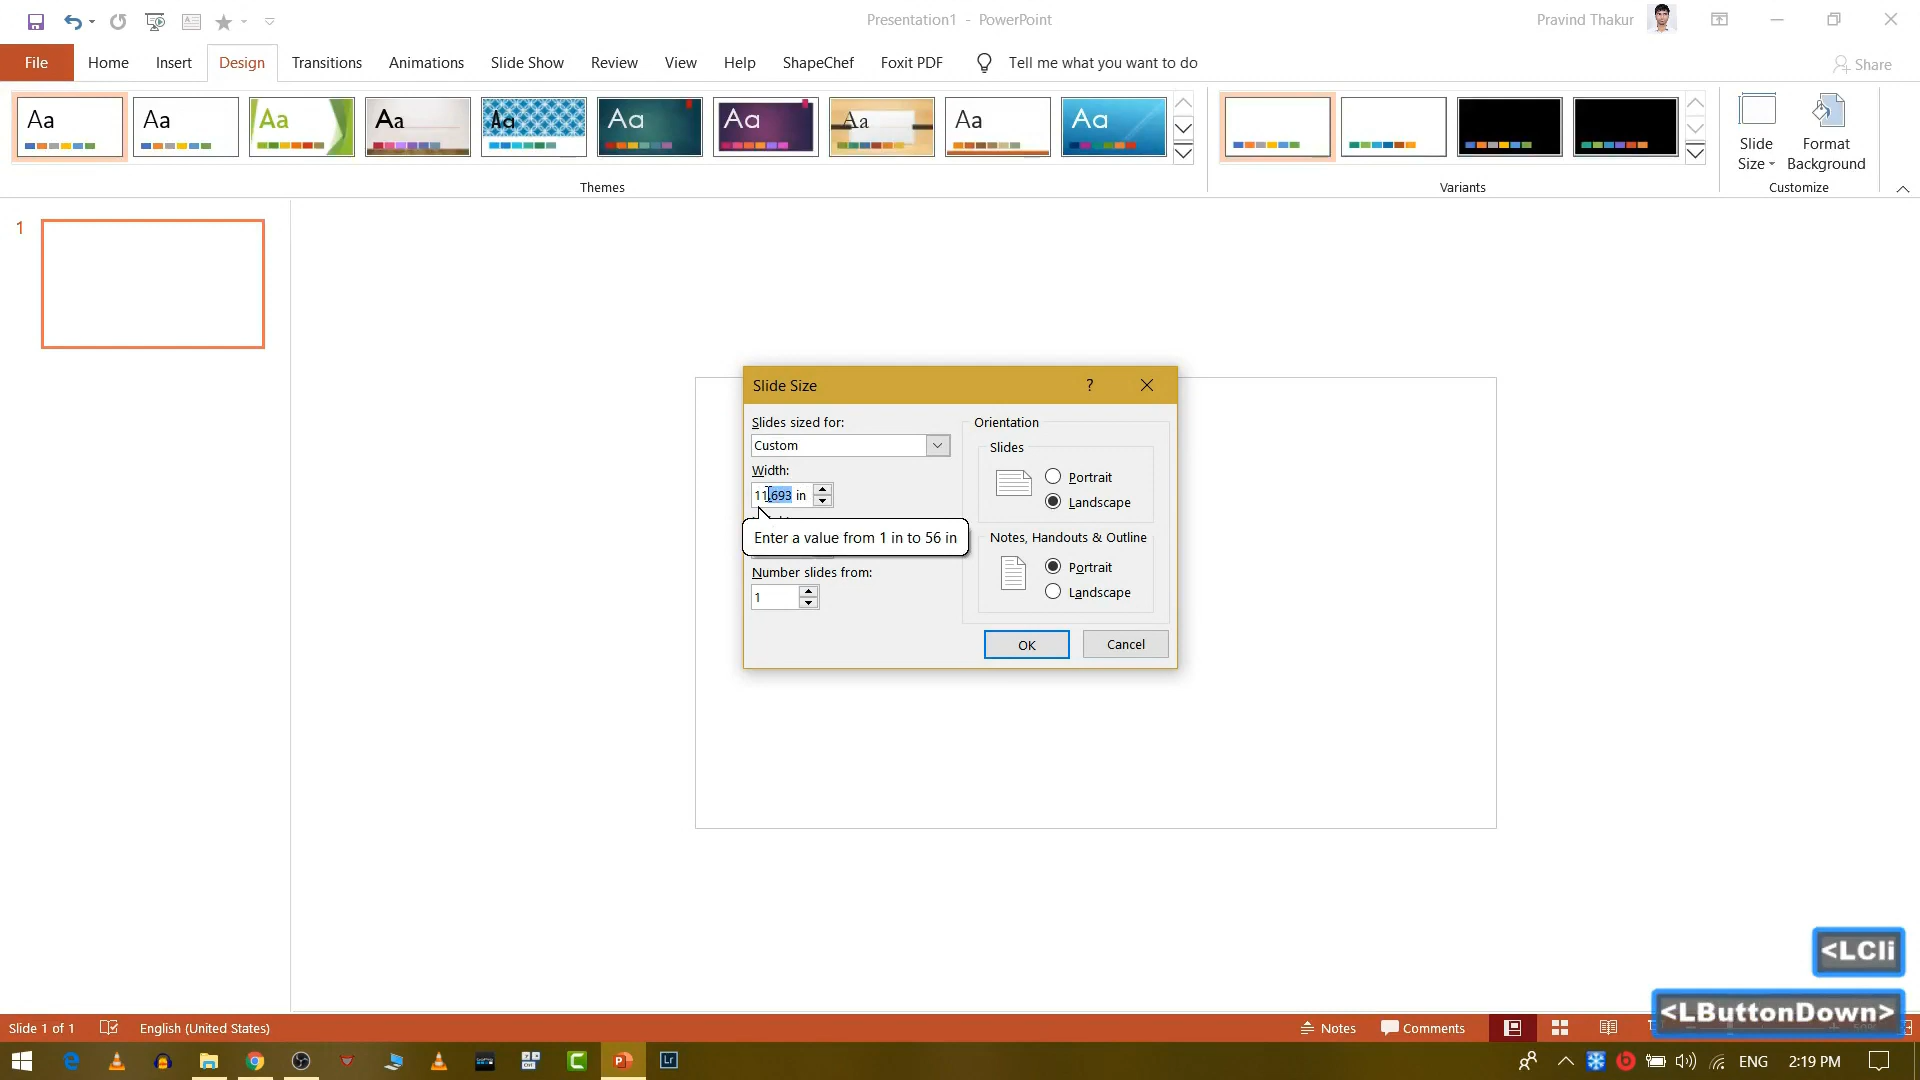 Presentation1 - PowerPoint
Pravind Thakur
File Home Insert Design Transitions Animations Slide Show Review View Help ShapeChef Foxit PDF Tell me what you want to do Share
Aa Aa Aa Aa Aa Aa Aa Aa Aa Aa
Slide Size
Format Background
Themes Variants Customize
1
Slide Size ?
Slides sized for:
Custom
Width:
11.693 in
Enter a value from 1 in to 56 in
Number slides from:
1
Orientation
Slides
Portrait
Landscape
Notes, Handouts & Outline
Portrait
Landscape
OK Cancel
<LCli
<LButtonDown>
Slide 1 of 1 English (United States) Notes Comments
ENG 2:19 PM